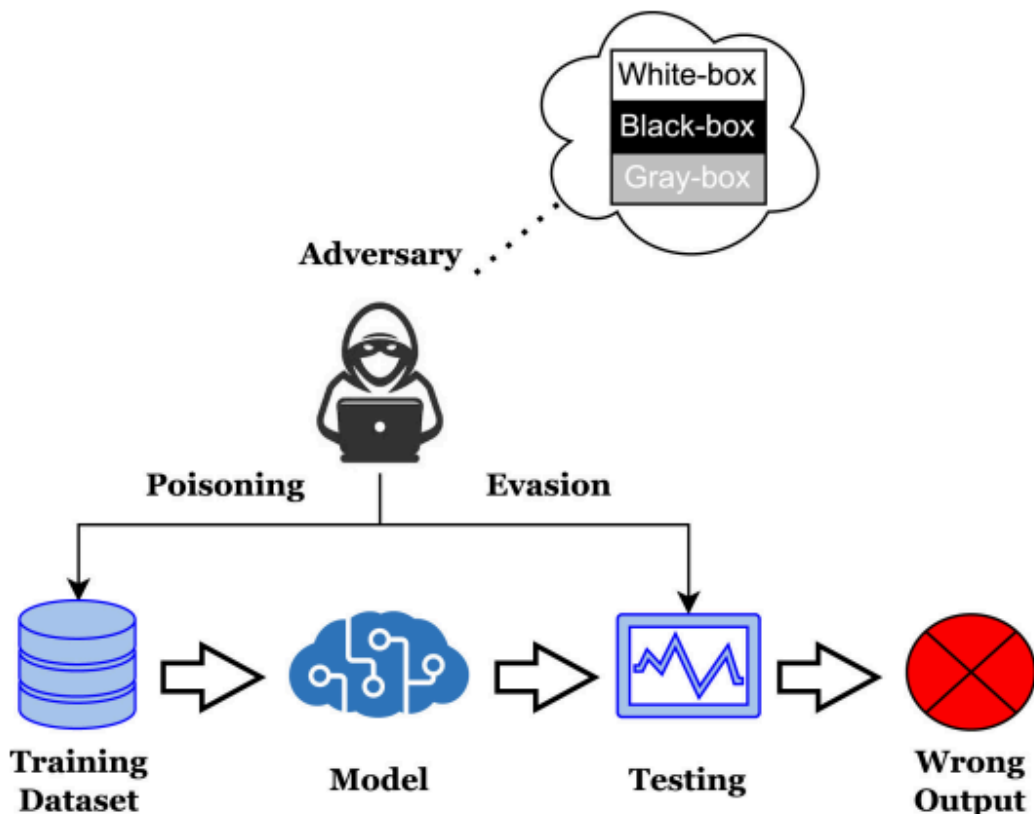 White-box
Black-box
Gray-box
Adversary
Poisoning
Evasion
Training
Dataset
Model
Testing
Wrong
Output